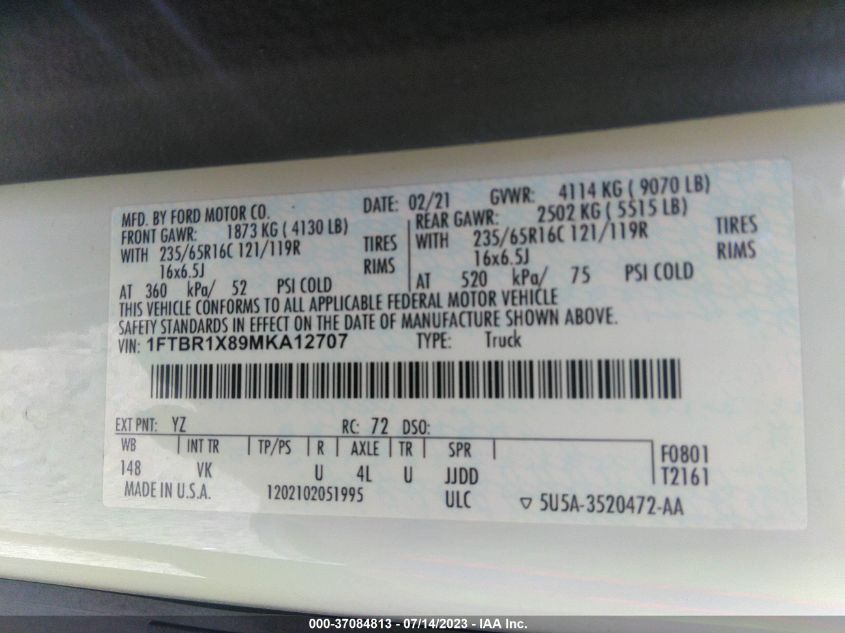 MFD. BY FORD MOTOR CO.
DATE: 02/21 GVWR: 4114 KG ( 9070 LB)
FRONT GAWR: 1873 KG ( 4130 LB)
WITH 235/65R16C 121/119R TIRES
16x6.5J RIMS
AT 360 kPa/ 52 PSI COLD
REAR GAWR: 2502 KG ( 5515 LB)
WITH 235/65R16C 121/119R TIRES
16x6.5J RIMS
AT 520 kPa/ 75 PSI COLD
THIS VEHICLE CONFORMS TO ALL APPLICABLE FEDERAL MOTOR VEHICLE
SAFETY STANDARDS IN EFFECT ON THE DATE OF MANUFACTURE SHOWN ABOVE.
VIN: 1FTBR1X89MKA12707 TYPE: Truck
EXT PNT: YZ RC: 72 DSO:
WB INT TR TP/PS R AXLE TR SPR F0801
148 VK U 4L U JJDD T2161
MADE IN U.S.A. 1202102051995 ULC 5U5A-3520472-AA
000-37084813 - 07/14/2023 - IAA Inc.